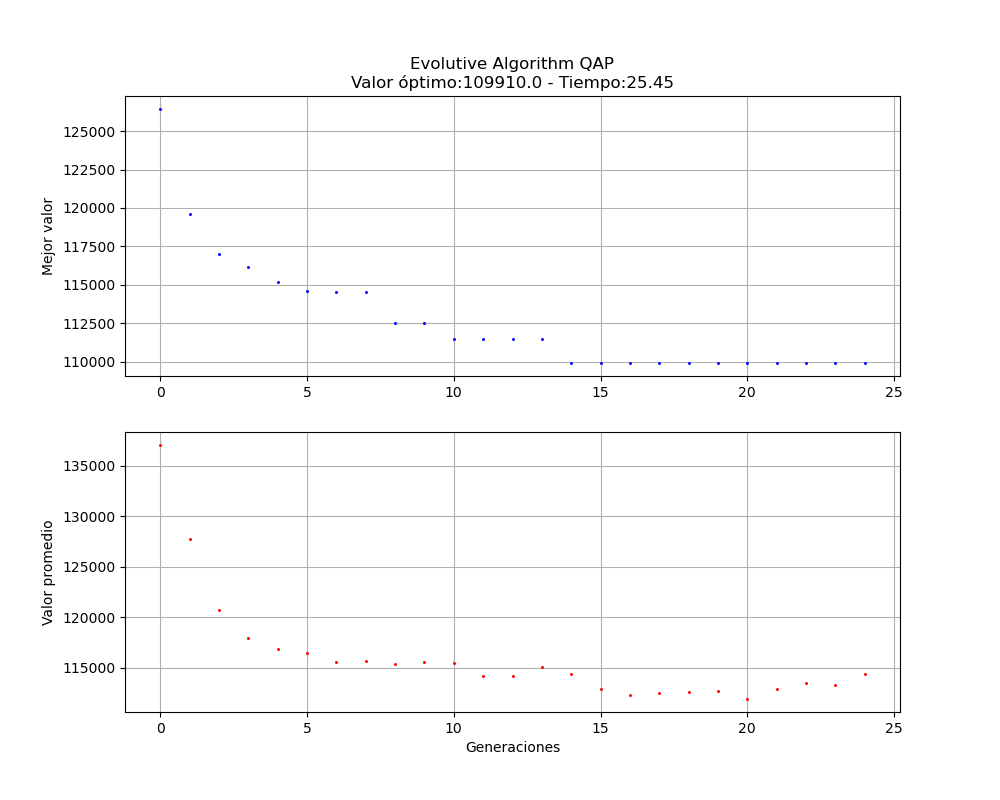 Evolutive Algorithm QAP
Valor óptimo:109910.0 - Tiempo:25.45
Mejor valor
125000
122500
120000
117500
115000
112500
110000
0 5 10 15 20 25
Valor promedio
135000
130000
125000
120000
115000
0 5 10 15 20 25
Generaciones